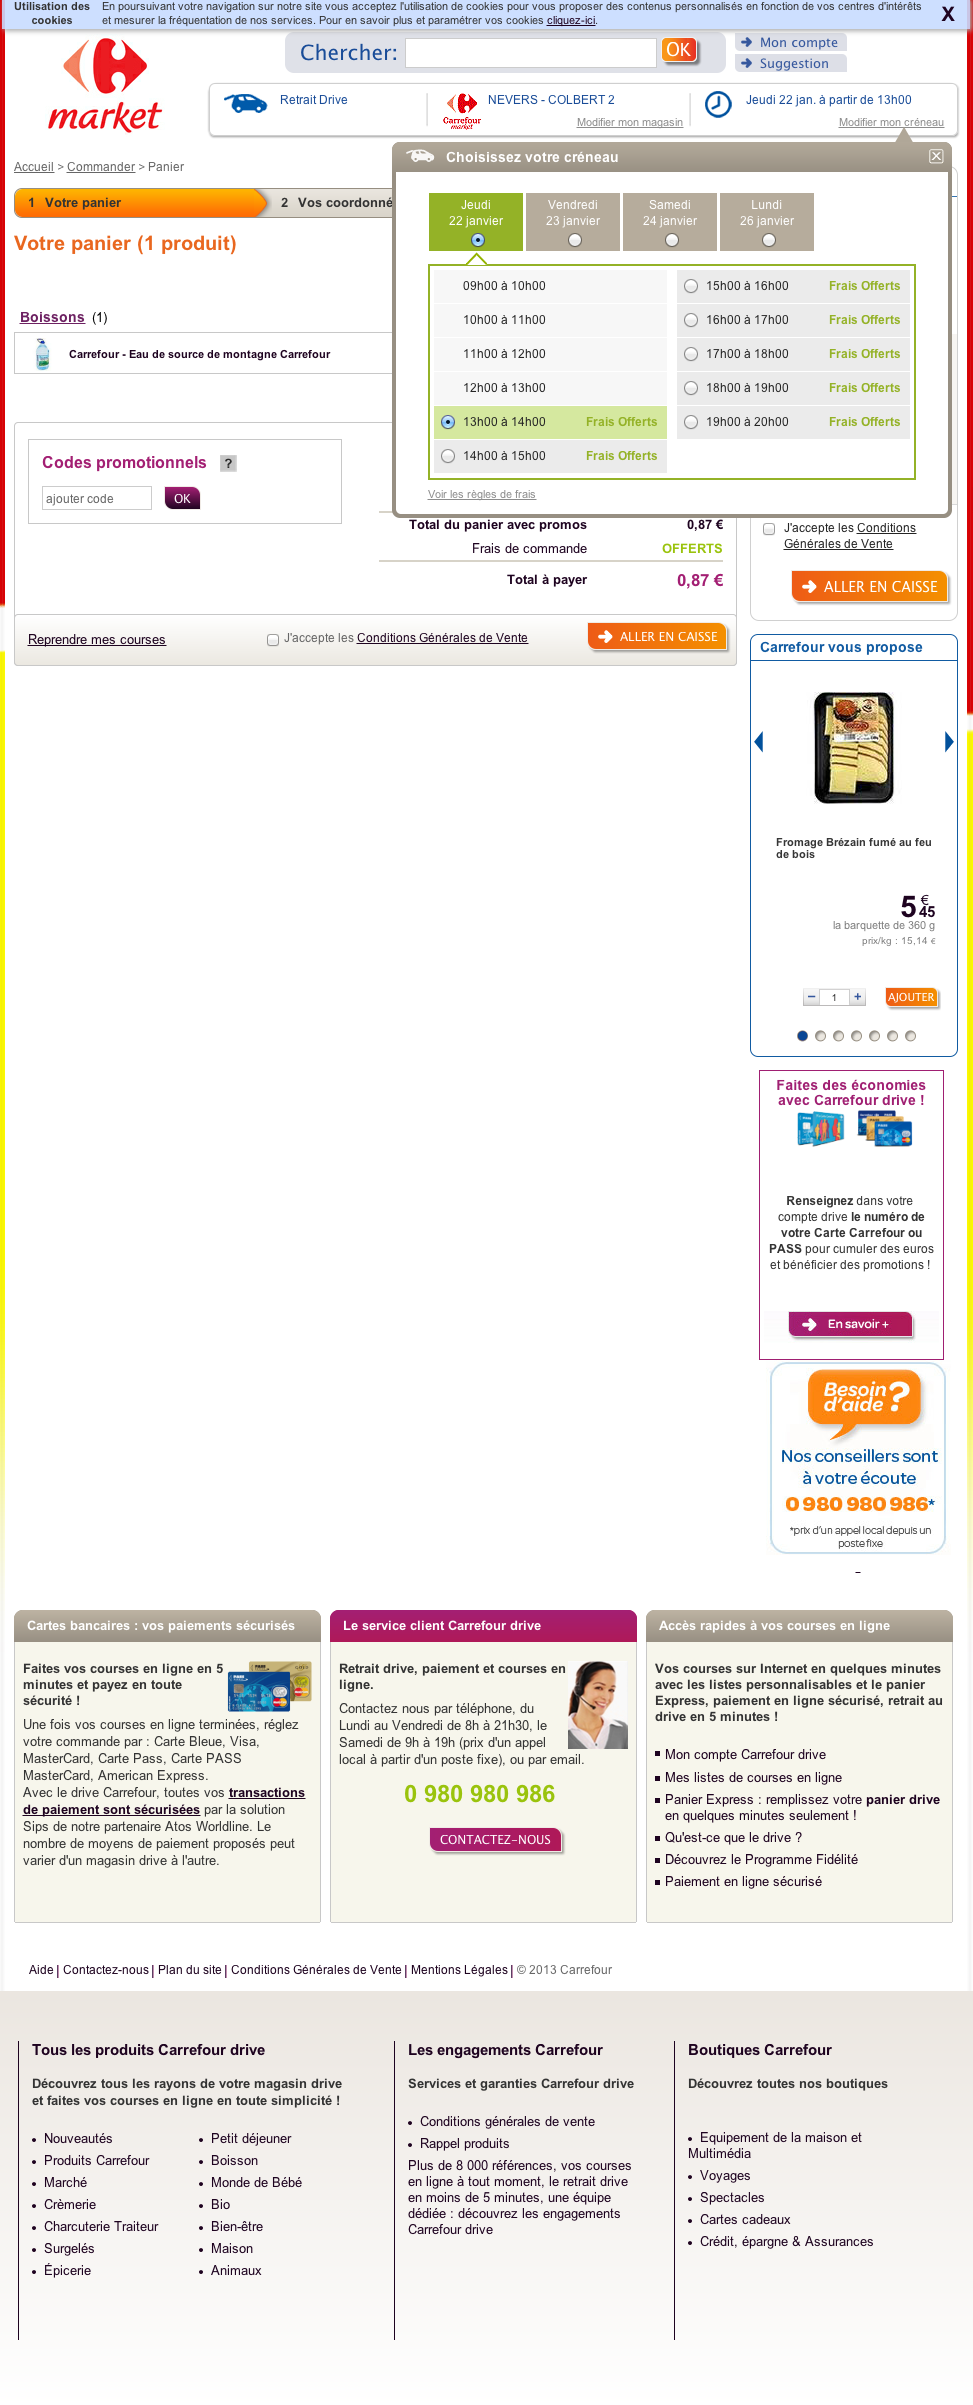 Utilisation des cookies
En poursuivant votre navigation sur notre site vous acceptez l'utilisation de cookies pour vous proposer des contenus personnalisés en fonction de vos centres d'intérêts
et mesurer la fréquentation de nos services. Pour en savoir plus et paramétrer vos cookies cliquez-ici.
X
market
Chercher:
OK
Mon compte
Suggestion
Retrait Drive
Carrefour market
NEVERS - COLBERT 2
Modifier mon magasin
Jeudi 22 jan. à partir de 13h00
Modifier mon créneau
Accueil > Commander > Panier
1 Votre panier
2 Vos coordonné
Votre panier (1 produit)
Choisissez votre créneau
Jeudi
22 janvier
Vendredi
23 janvier
Samedi
24 janvier
Lundi
26 janvier
09h00 à 10h00
10h00 à 11h00
11h00 à 12h00
12h00 à 13h00
13h00 à 14h00 Frais Offerts
14h00 à 15h00 Frais Offerts
15h00 à 16h00 Frais Offerts
16h00 à 17h00 Frais Offerts
17h00 à 18h00 Frais Offerts
18h00 à 19h00 Frais Offerts
19h00 à 20h00 Frais Offerts
Voir les règles de frais
Boissons (1)
Carrefour - Eau de source de montagne Carrefour
Codes promotionnels ?
ajouter code
OK
Total du panier avec promos 0,87 €
Frais de commande OFFERTS
Total à payer 0,87 €
Reprendre mes courses
J'accepte les Conditions Générales de Vente
ALLER EN CAISSE
J'accepte les Conditions
Générales de Vente
ALLER EN CAISSE
Carrefour vous propose
Fromage Brézain fumé au feu
de bois
5 € 45
la barquette de 360 g
prix/kg : 15,14 €
− 1 +
AJOUTER
Faites des économies
avec Carrefour drive !
Renseignez dans votre
compte drive le numéro de
votre Carte Carrefour ou
PASS pour cumuler des euros
et bénéficier des promotions !
En savoir +
Besoin
d'aide?
Nos conseillers sont
à votre écoute
0 980 980 986*
*prix d'un appel local depuis un
poste fixe
Cartes bancaires : vos paiements sécurisés
Faites vos courses en ligne en 5
minutes et payez en toute
sécurité !
Une fois vos courses en ligne terminées, réglez
votre commande par : Carte Bleue, Visa,
MasterCard, Carte Pass, Carte PASS
MasterCard, American Express.
Avec le drive Carrefour, toutes vos transactions
de paiement sont sécurisées par la solution
Sips de notre partenaire Atos Worldline. Le
nombre de moyens de paiement proposés peut
varier d'un magasin drive à l'autre.
Le service client Carrefour drive
Retrait drive, paiement et courses en
ligne.
Contactez nous par téléphone, du
Lundi au Vendredi de 8h à 21h30, le
Samedi de 9h à 19h (prix d'un appel
local à partir d'un poste fixe), ou par email.
0 980 980 986
CONTACTEZ-NOUS
Accès rapides à vos courses en ligne
Vos courses sur Internet en quelques minutes
avec les listes personnalisables et le panier
Express, paiement en ligne sécurisé, retrait au
drive en 5 minutes !
Mon compte Carrefour drive
Mes listes de courses en ligne
Panier Express : remplissez votre panier drive
en quelques minutes seulement !
Qu'est-ce que le drive ?
Découvrez le Programme Fidélité
Paiement en ligne sécurisé
Aide | Contactez-nous | Plan du site | Conditions Générales de Vente | Mentions Légales | © 2013 Carrefour
Tous les produits Carrefour drive
Découvrez tous les rayons de votre magasin drive
et faites vos courses en ligne en toute simplicité !
Nouveautés
Produits Carrefour
Marché
Crèmerie
Charcuterie Traiteur
Surgelés
Épicerie
Petit déjeuner
Boisson
Monde de Bébé
Bio
Bien-être
Maison
Animaux
Les engagements Carrefour
Services et garanties Carrefour drive
Conditions générales de vente
Rappel produits
Plus de 8 000 références, vos courses
en ligne à tout moment, le retrait drive
en moins de 5 minutes, une équipe
dédiée : découvrez les engagements
Carrefour drive
Boutiques Carrefour
Découvrez toutes nos boutiques
Equipement de la maison et
Multimédia
Voyages
Spectacles
Cartes cadeaux
Crédit, épargne & Assurances